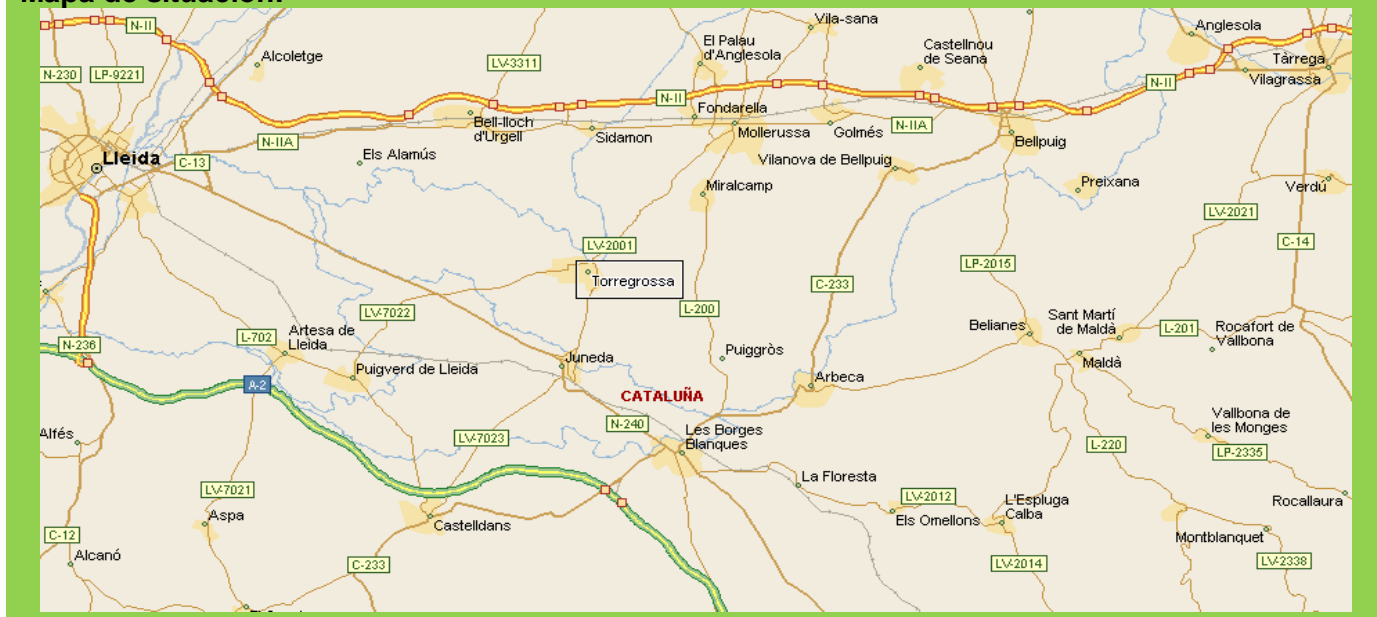 Mapa de situación:
N-II
Vila-sana
Anglesola
El Palau
d'Anglesola
Castellnou
de Seana
Alcoletge
Tàrrega
N-230
LP-9221
LV-3311
Vilagrassa
N-II
N-II
Fondarella
Bell-lloch
d'Urgell
Sidamon
Mollerussa
Golmés
N-IIA
N-IIA
Bellpuig
Lleida
C-13
Els Alamús
Vilanova de Bellpuig
Miralcamp
Preixana
Verdú
LV-2021
LV-2001
C-14
LP-2015
Torregrossa
C-233
LV-7022
L-200
Sant Martí
de Maldà
Belianes
L-201
Rocafort de
Vallbona
L-702
Artesa de
Lleida
N-236
Puiggròs
Juneda
Maldà
Puigverd de Lleida
Arbeca
A-2
CATALUÑA
Vallbona de
les Monges
N-240
Les Borges
Blanques
Alfés
LV-7023
L-220
LP-2335
La Floresta
LV-7021
LV-2012
L'Espluga
Calba
Rocallaura
Aspa
Castelldans
Els Omellons
C-12
Montblanquet
Alcanó
C-233
LV-2014
LV-2338